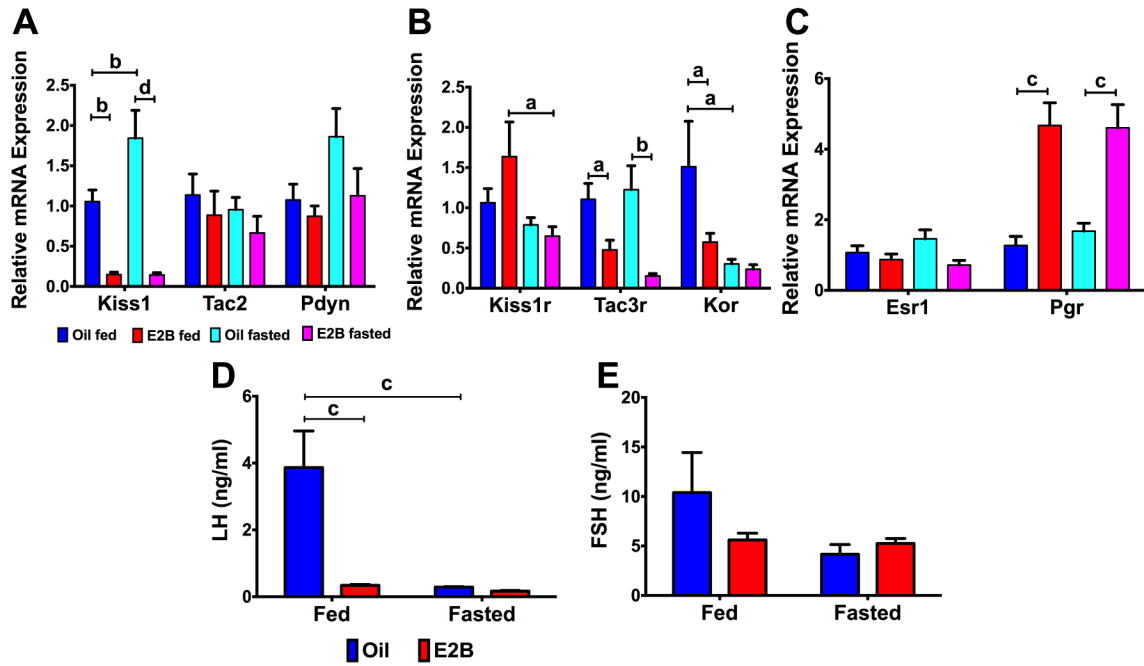 A
Relative mRNA Expression
2.5
2.0
1.5
1.0
0.5
0.0
b
b
d
Kiss1 Tac2 Pdyn
Oil fed E2B fed Oil fasted E2B fasted
B
Relative mRNA Expression
2.5
2.0
1.5
1.0
0.5
0.0
a
a
b
a
a
Kiss1r Tac3r Kor
C
Relative mRNA Expression
6
4
2
0
c
c
Esr1 Pgr
D
LH (ng/ml)
6
4
2
0
c
c
Fed Fasted
E
FSH (ng/ml)
20
15
10
5
0
Fed Fasted
Oil E2B